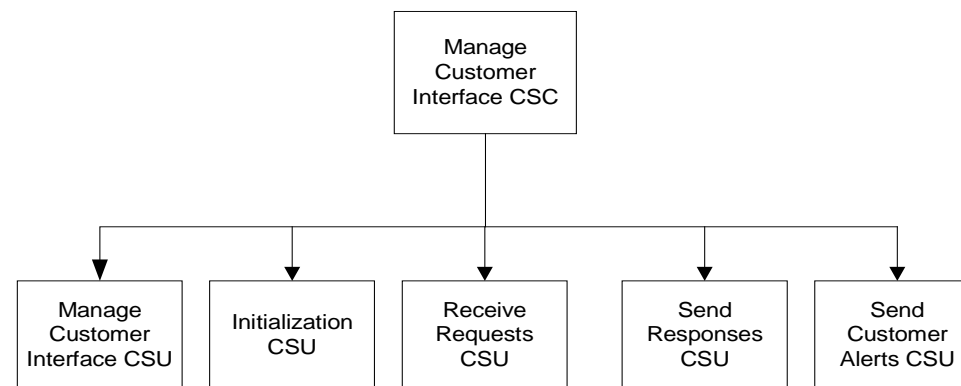 Manage
Customer
Interface CSC
Manage
Customer
Interface CSU
Initialization
CSU
Receive
Requests
CSU
Send
Responses
CSU
Send
Customer
Alerts CSU